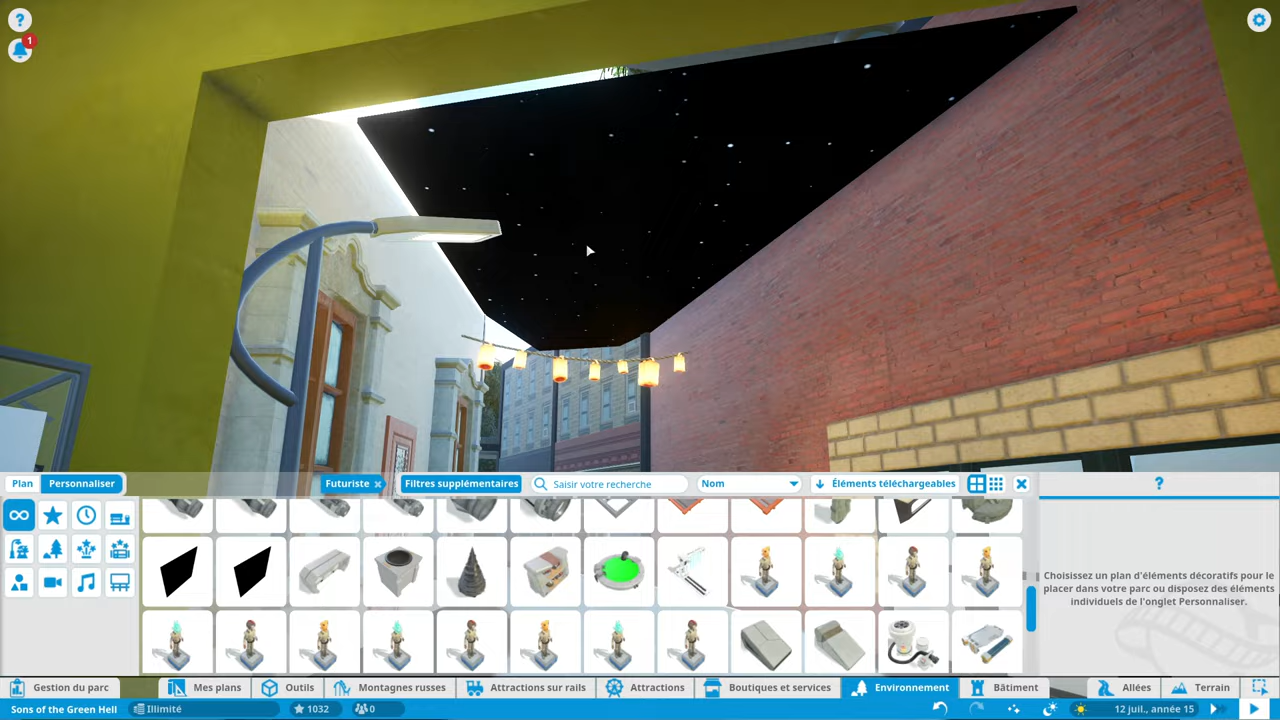 ?
1
Plan
Personnaliser
Futuriste ×
Filtres supplémentaires
Saisir votre recherche
Nom
Éléments téléchargeables
?
Choisissez un plan d'éléments décoratifs pour le
placer dans votre parc ou disposez des éléments
individuels de l'onglet Personnaliser.
Gestion du parc
Mes plans
Outils
Montagnes russes
Attractions sur rails
Attractions
Boutiques et services
Environnement
Bâtiment
Allées
Terrain
Sons of the Green Hell
Illimité
1032
0
12 juil., année 15